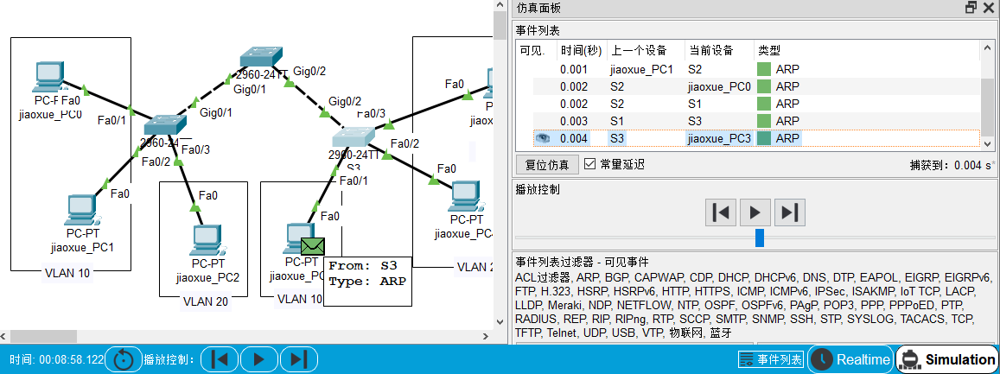 2960-24TT
Gig0/1
Gig0/2
Gig0/1
Gig0/2
Fa0
PC-P
jiaoxue_PC0
Fa0/1
2960-24TT
Fa0/2
Fa0/3
Fa0
PC-PT
jiaoxue_PC1
VLAN 10
Fa0
PC-PT
jiaoxue_PC2
VLAN 20
Fa0/3
Fa0/2
2960-24TT
S3
Fa0/1
Fa0
PC-PT
jiaoxue_PC
VLAN 10
From: S3
Type: ARP
Fa0
P
jiaox
Fa0
PC-PT
jiaoxue_PC
VLAN 2
仿真面板
事件列表
可见. 时间(秒) 上一个设备 当前设备 类型
0.001 jiaoxue_PC1 S2 ARP
0.002 S2 jiaoxue_PC0 ARP
0.002 S2 S1 ARP
0.003 S1 S3 ARP
0.004 S3 jiaoxue_PC3 ARP
复位仿真 常量延迟 捕获到：0.004 s*
播放控制
事件列表过滤器 - 可见事件
ACL过滤器, ARP, BGP, CAPWAP, CDP, DHCP, DHCPv6, DNS, DTP, EAPOL, EIGRP, EIGRPv6,
FTP, H.323, HSRP, HSRPv6, HTTP, HTTPS, ICMP, ICMPv6, IPSec, ISAKMP, IoT TCP, LACP,
LLDP, Meraki, NDP, NETFLOW, NTP, OSPF, OSPFv6, PAgP, POP3, PPP, PPPoED, PTP,
RADIUS, REP, RIP, RIPng, RTP, SCCP, SMTP, SNMP, SSH, STP, SYSLOG, TACACS, TCP,
TFTP, Telnet, UDP, USB, VTP, 物联网, 蓝牙
时间: 00:08:58.122 播放控制: 事件列表 Realtime Simulation